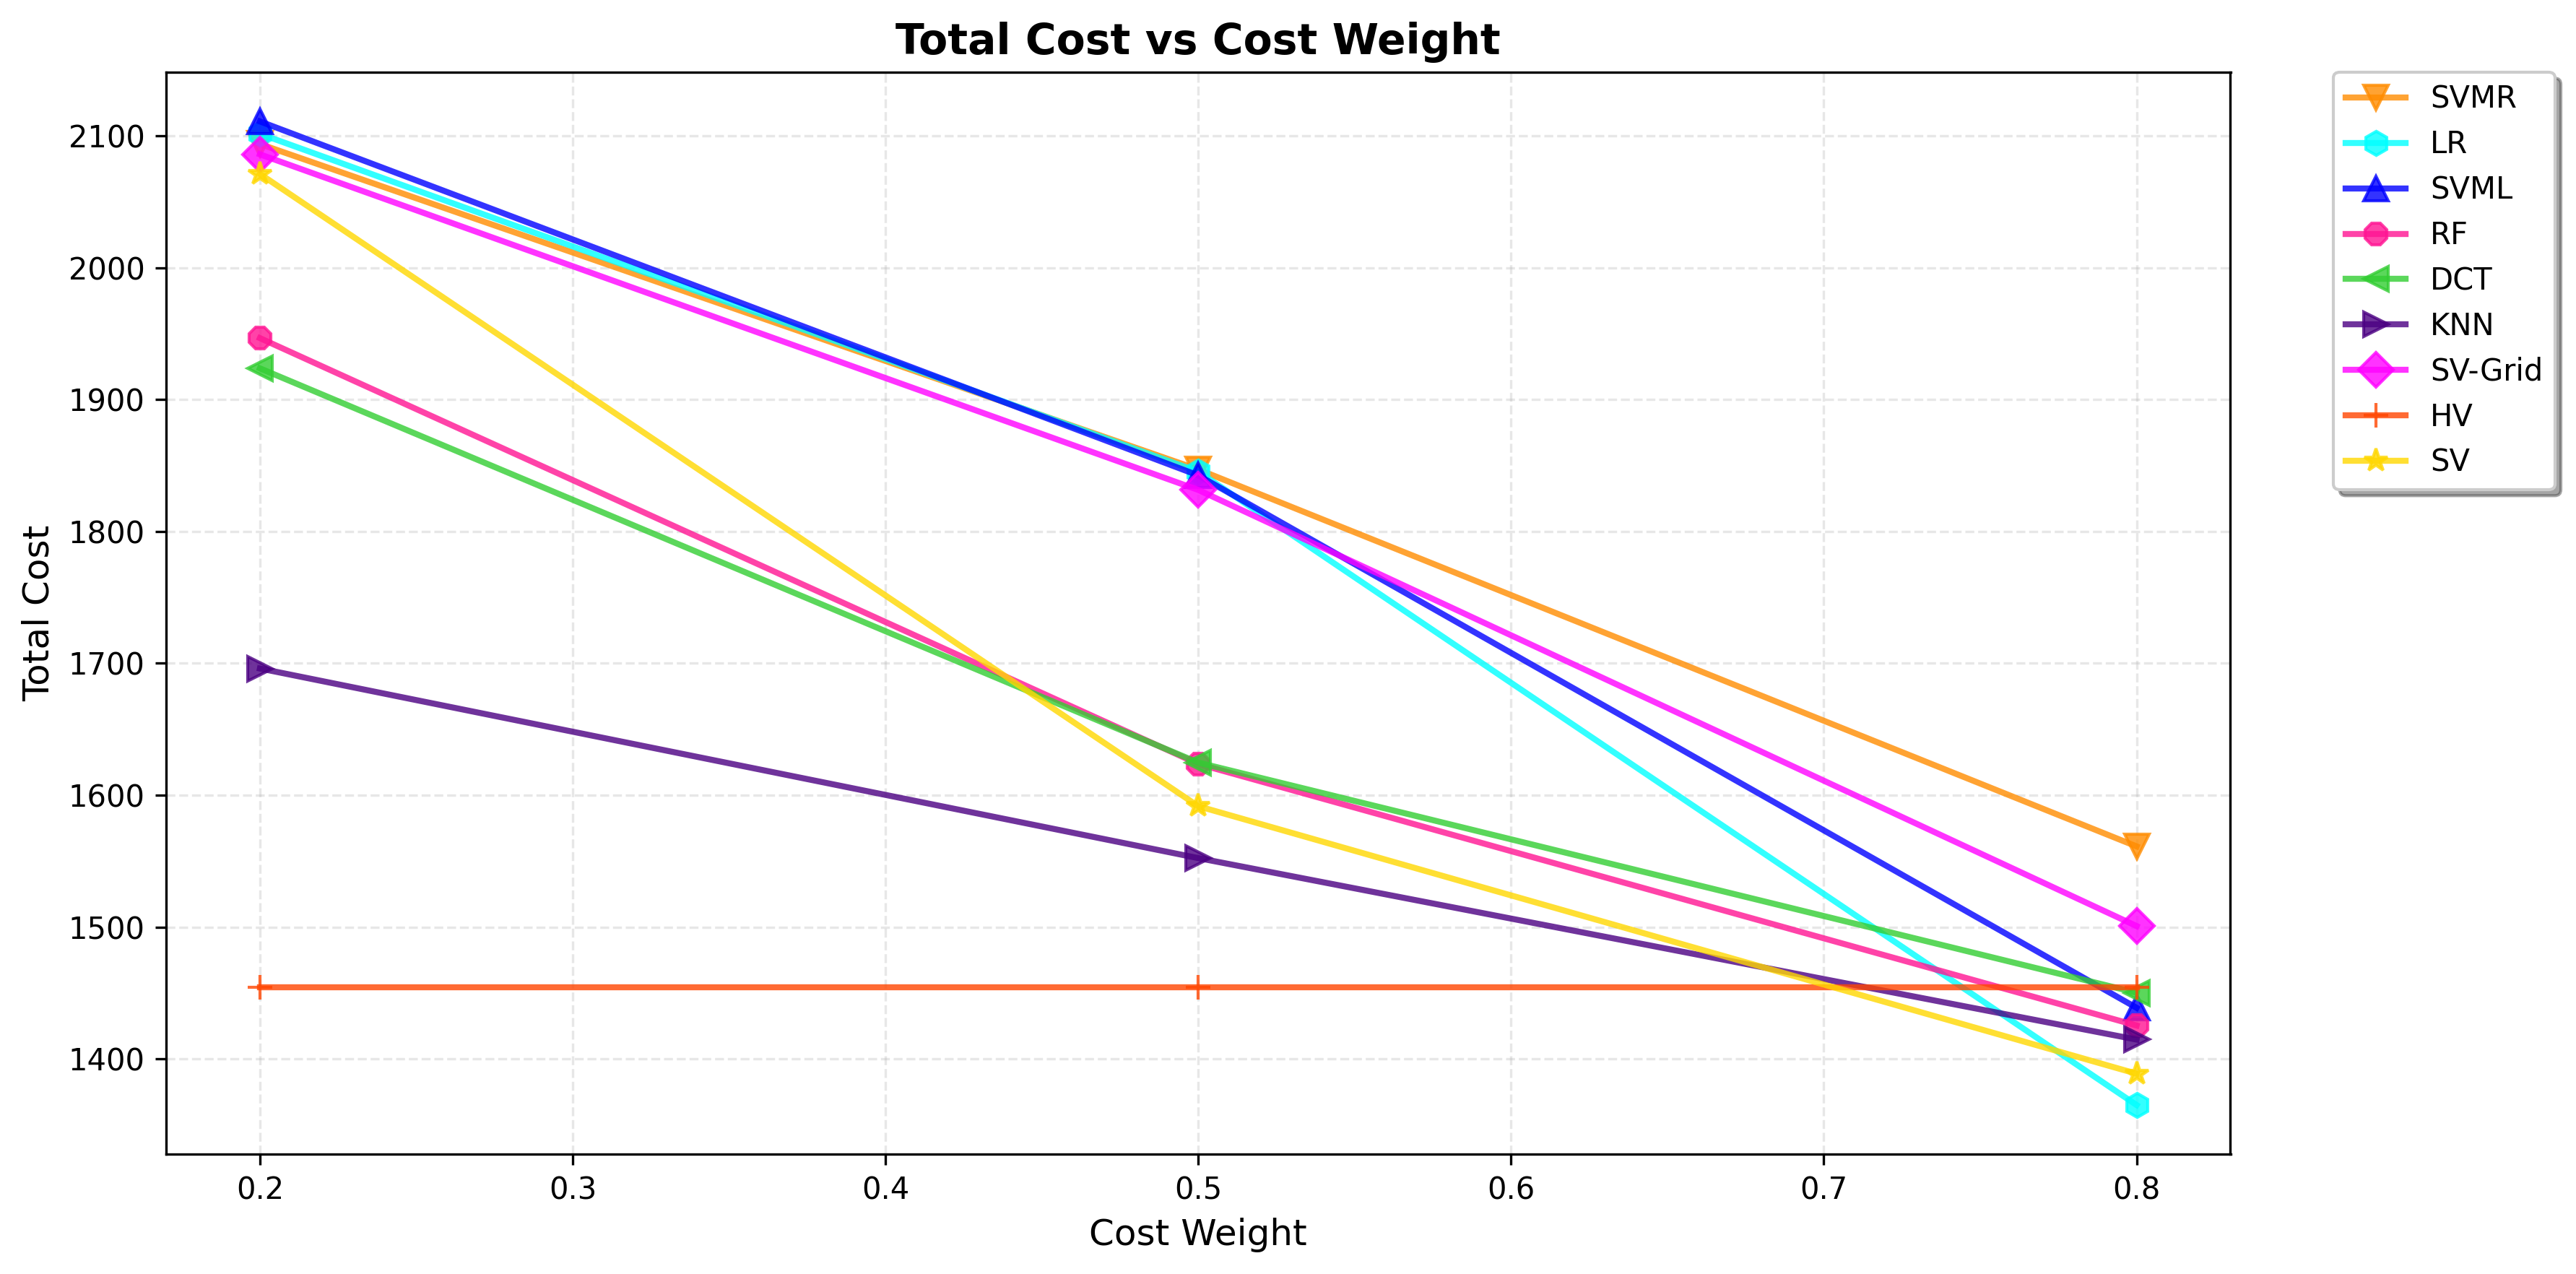 Total Cost vs Cost Weight
Total Cost
2100
2000
1900
1800
1700
1600
1500
1400
0.2 0.3 0.4 0.5 0.6 0.7 0.8
Cost Weight
SVMR
LR
SVML
RF
DCT
KNN
SV-Grid
HV
SV